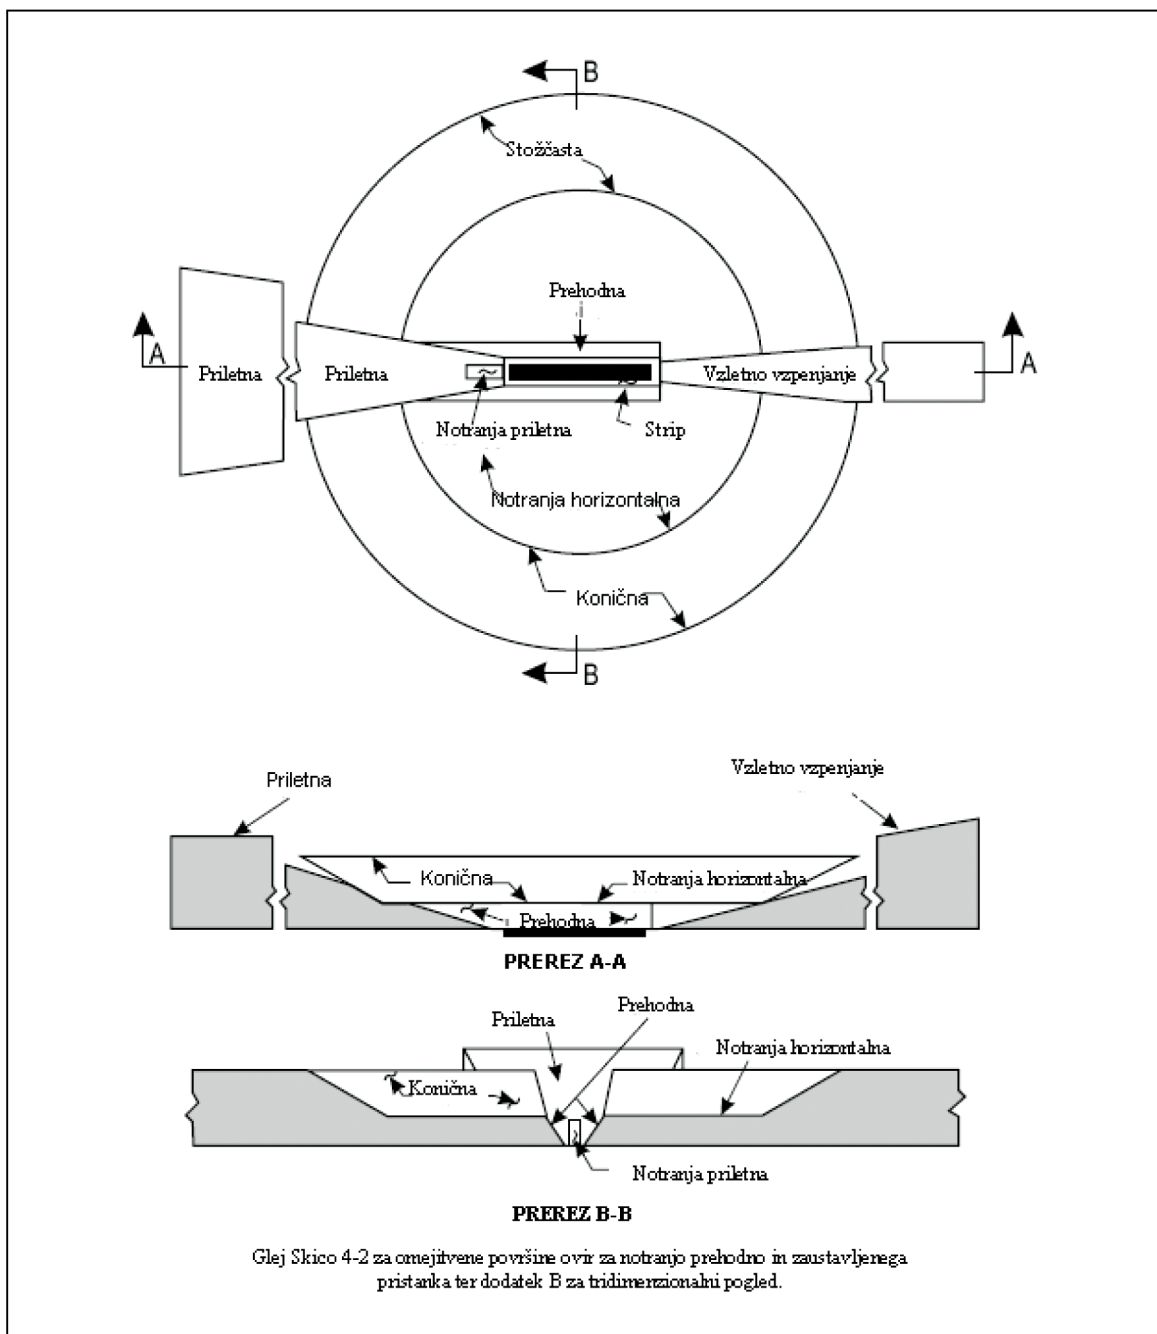 B
Stožčasta
Prehodna
A
Priletna
Priletna
Vzletno vzpenjanje
A
Notranja priletna
Strip
Notranja horizontalna
Konična
B
Vzletno vzpenjanje
Priletna
Konična
Notranja horizontalna
Prehodna
PREREZ A-A
Prehodna
Priletna
Notranja horizontalna
Konična
Notranja priletna
PREREZ B-B
Glej Skico 4-2 za omejitvene površine ovir za notranjo prehodno in zaustavljenega
pristanka ter dodatek B za tridimenzionalni pogled.